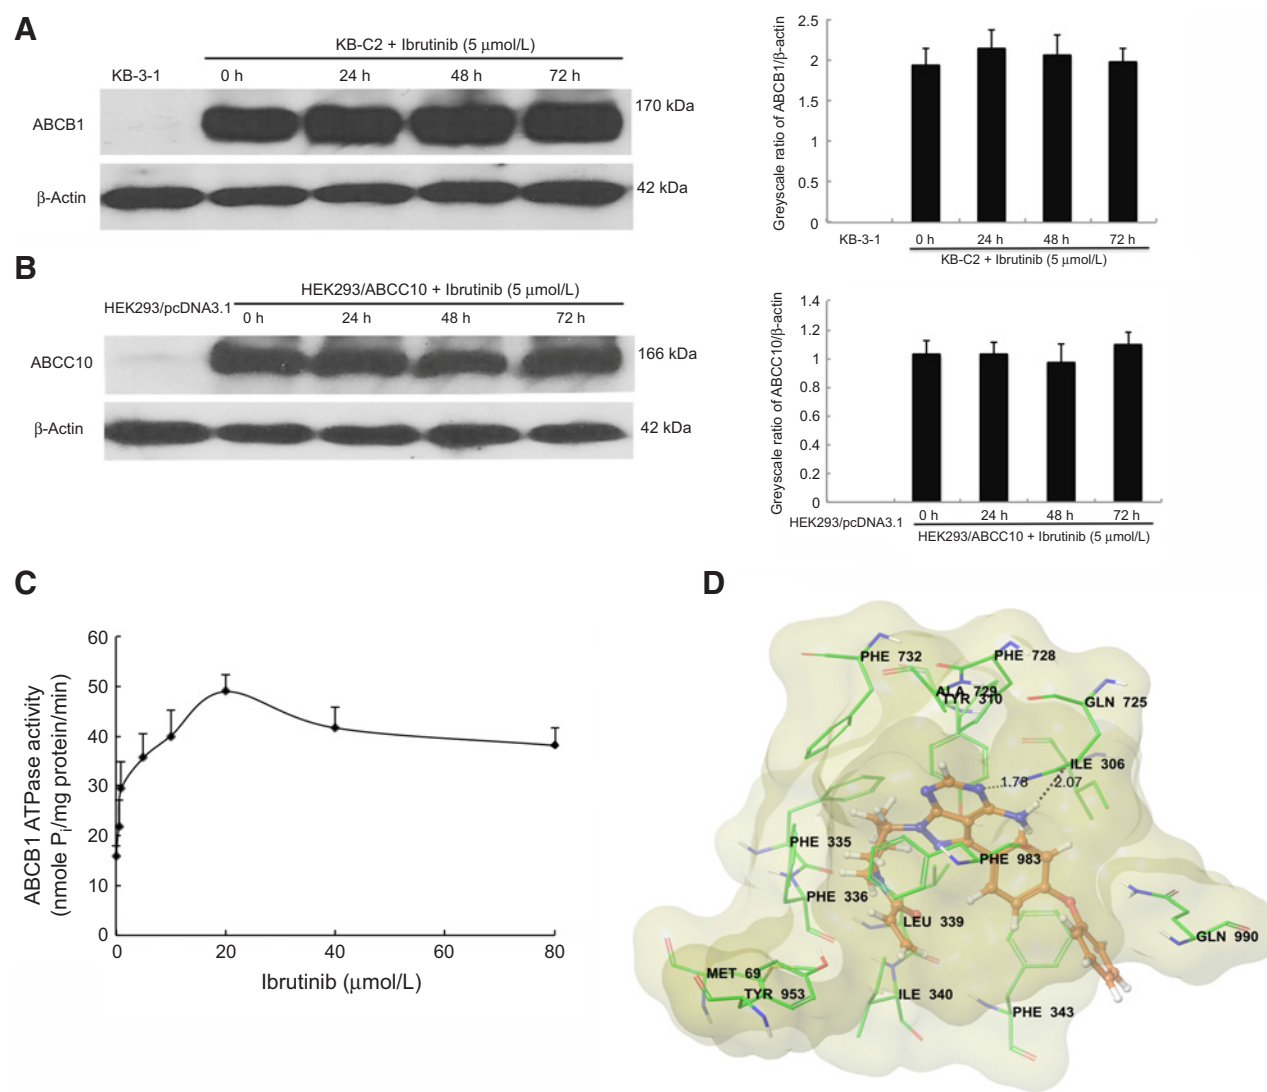 A
KB-C2 + Ibrutinib (5 μmol/L)
KB-3-1 0 h 24 h 48 h 72 h
ABCB1
170 kDa
β-Actin
42 kDa
Greyscale ratio of ABCB1/β-actin
2.5
2
1.5
1
0.5
0
KB-3-1 0 h 24 h 48 h 72 h
KB-C2 + Ibrutinib (5 μmol/L)
B
HEK293/ABCC10 + Ibrutinib (5 μmol/L)
HEK293/pcDNA3.1 0 h 24 h 48 h 72 h
ABCC10
166 kDa
β-Actin
42 kDa
Greyscale ratio of ABCC10/β-actin
1.4
1.2
1
0.8
0.6
0.4
0.2
0
HEK293/pcDNA3.1 0 h 24 h 48 h 72 h
HEK293/ABCC10 + Ibrutinib (5 μmol/L)
C
ABCB1 ATPase activity
(nmole Pi/mg protein/min)
60
50
40
30
20
10
0
0 20 40 60 80
Ibrutinib (μmol/L)
D
PHE 732
PHE 728
ALA 729
TYR 310
GLN 725
ILE 306
1.78
2.07
PHE 335
PHE 983
PHE 336
LEU 339
GLN 990
MET 69
TYR 953
ILE 340
PHE 343